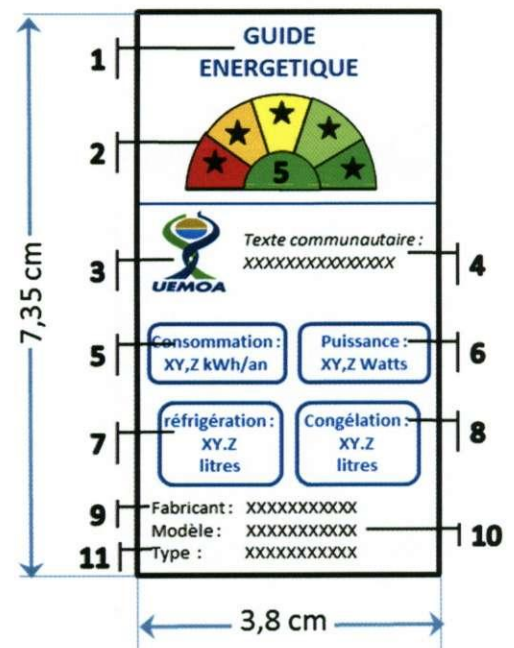 1
GUIDE
ENERGETIQUE
2
5
3
UEMOA
Texte communautaire :
XXXXXXXXXXXXXXX
4
5
Consommation :
XY,Z kWh/an
Puissance :
XY,Z Watts
6
7
réfrigération :
XY.Z
litres
Congélation :
XY.Z
litres
8
9
Fabricant : XXXXXXXXXXX
Modèle : XXXXXXXXXXX
10
11
Type : XXXXXXXXXXX
7,35 cm
3,8 cm